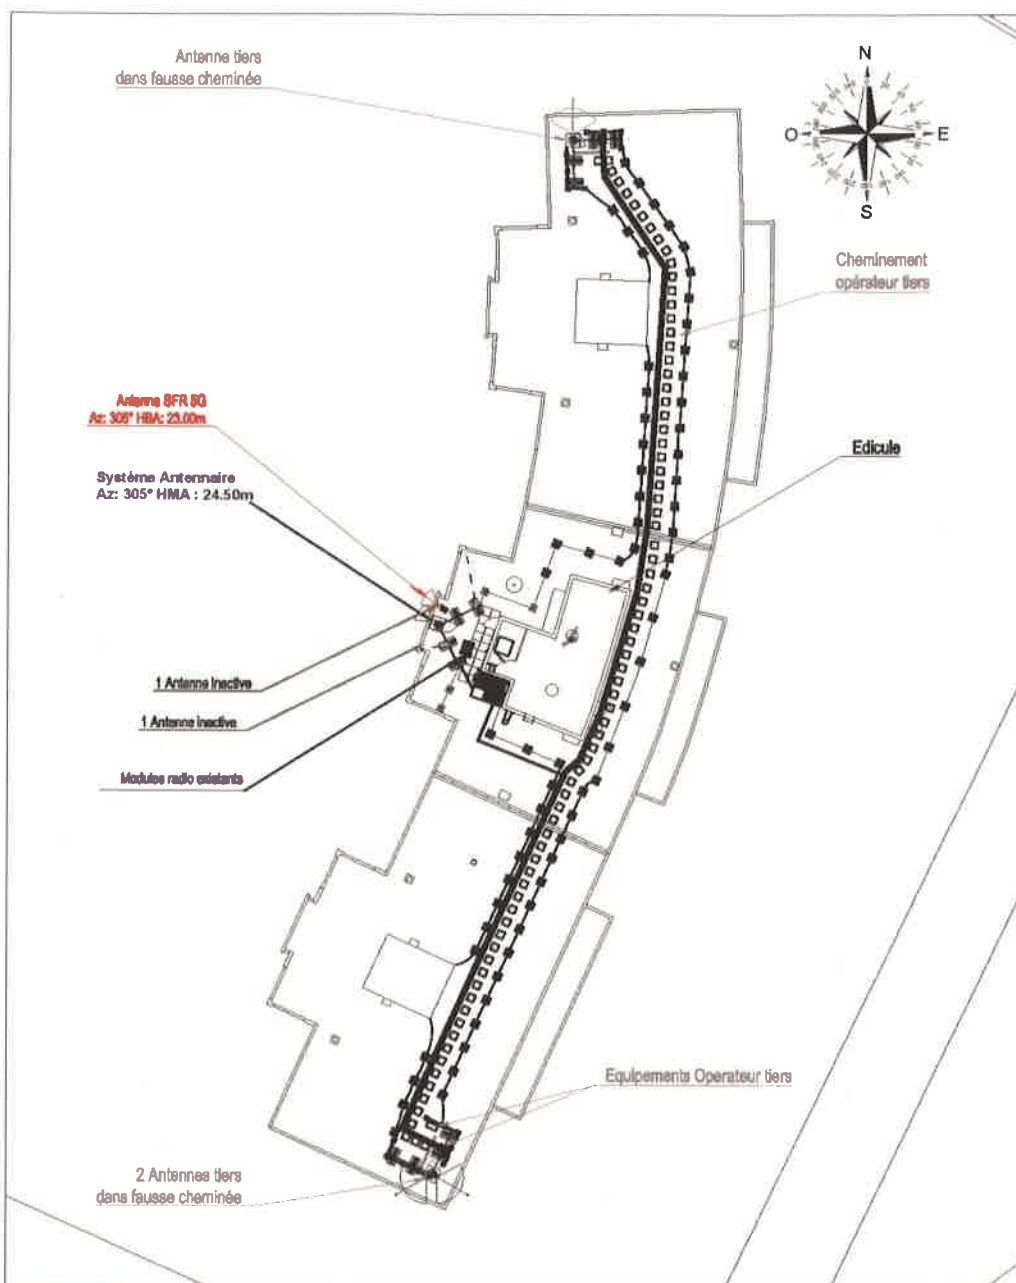 Antenne tiers
dans fausse cheminée
N
O
E
S
Cheminement
opérateur tiers
Antenne SFR 5G
Az: 305° HBA: 23.00m
Edicule
Système Antennaire
Az: 305° HMA : 24.50m
1 Antenne inactive
1 Antenne inactive
Modules radio existants
Equipements Operateur tiers
2 Antennes tiers
dans fausse cheminée